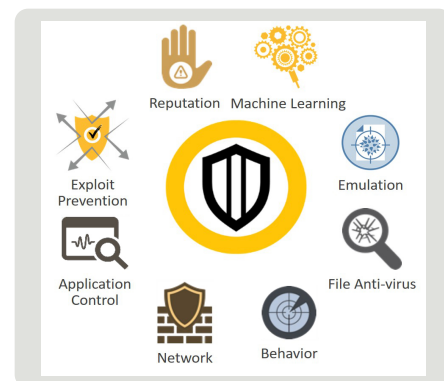 Reputation
Machine Learning
Exploit
Prevention
Emulation
Application
Control
File Anti-virus
Network
Behavior